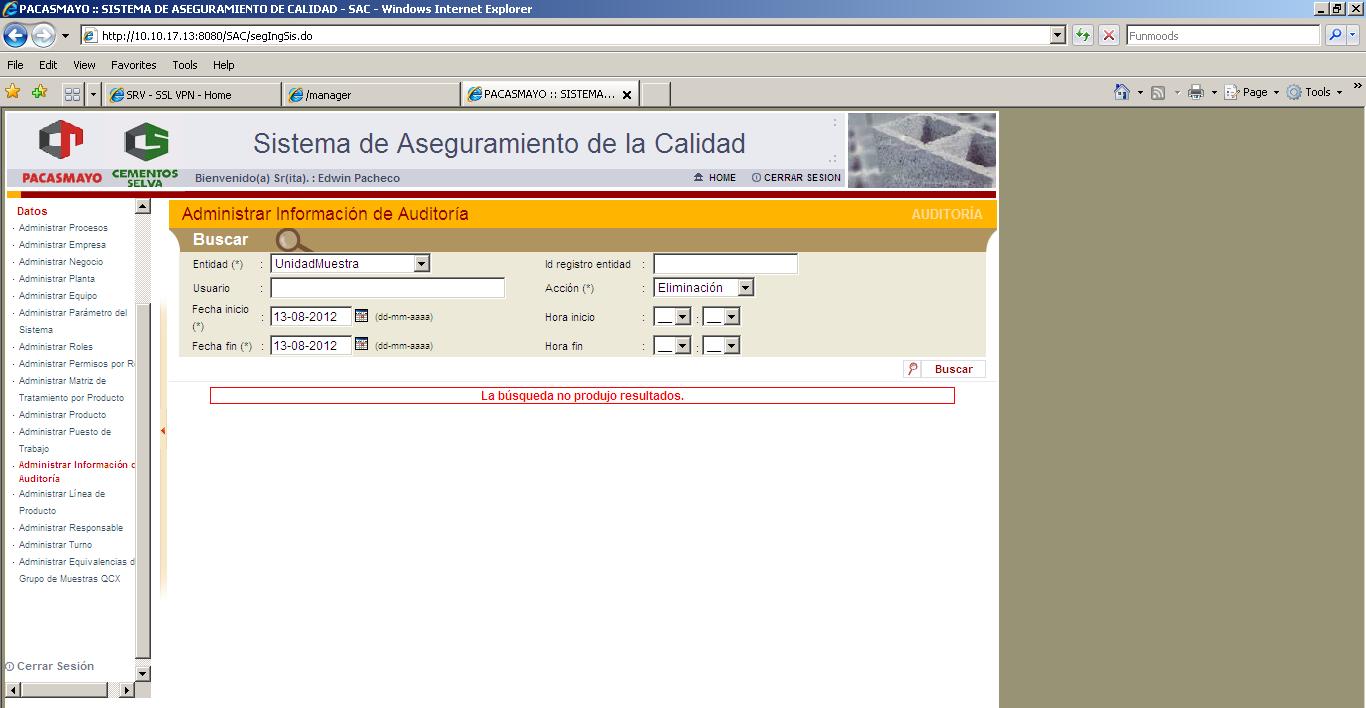 PACASMAYO :: SISTEMA DE ASEGURAMIENTO DE CALIDAD - SAC - Windows Internet Explorer
http://10.10.17.13:8080/SAC/segIngSis.do
Funmoods
File Edit View Favorites Tools Help
SRV - SSL VPN - Home
/manager
PACASMAYO :: SISTEMA...
Page
Tools
PACASMAYO
CEMENTOS
SELVA
Sistema de Aseguramiento de la Calidad
Bienvenido(a) Sr(ita). : Edwin Pacheco
HOME
CERRAR SESION
Datos
· Administrar Procesos
· Administrar Empresa
· Administrar Negocio
· Administrar Planta
· Administrar Equipo
· Administrar Parámetro del
Sistema
· Administrar Roles
· Administrar Permisos por R
· Administrar Matriz de
Tratamiento por Producto
· Administrar Producto
· Administrar Puesto de
Trabajo
· Administrar Información d
Auditoría
· Administrar Línea de
Producto
· Administrar Responsable
· Administrar Turno
· Administrar Equivalencias d
Grupo de Muestras QCX
Cerrar Sesión
Administrar Información de Auditoría
AUDITORÍA
Buscar
Entidad (*) : UnidadMuestra
Id registro entidad :
Usuario :
Acción (*) : Eliminación
Fecha inicio
(*) : 13-08-2012 (dd-mm-aaaa)
Hora inicio : __ : __
Fecha fin (*) : 13-08-2012 (dd-mm-aaaa)
Hora fin : __ : __
Buscar
La búsqueda no produjo resultados.